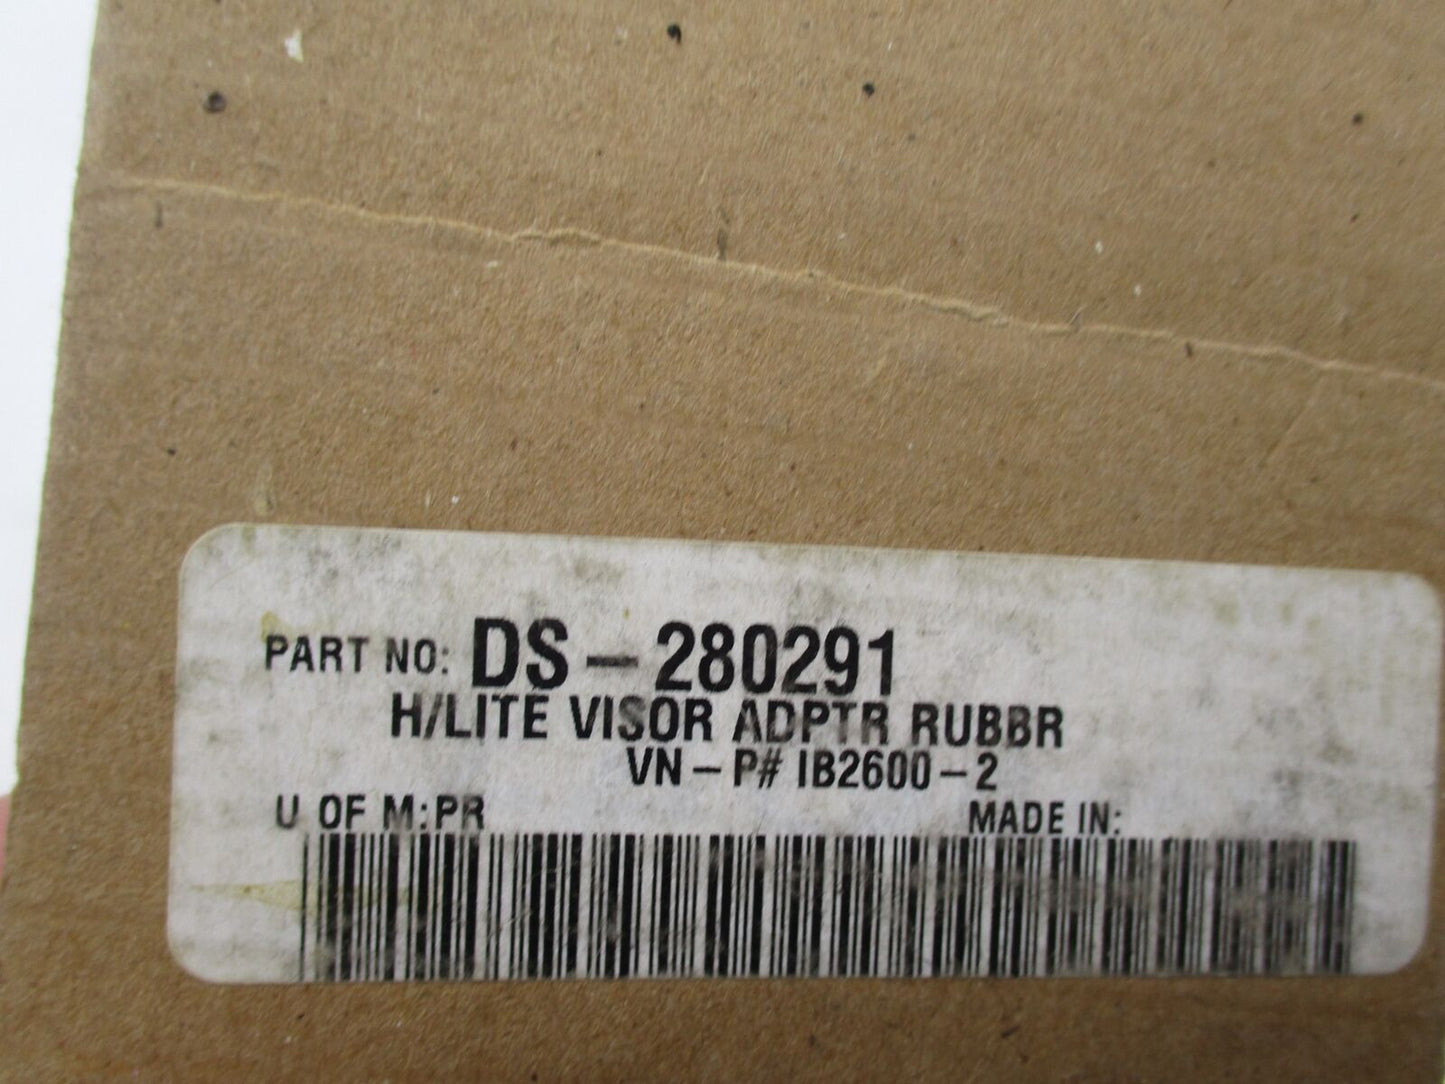 PART NO: DS-280291
H/LITE VISOR ADPTR RUBBR
VN-P# IB2600-2
U OF M:PR MADE IN: